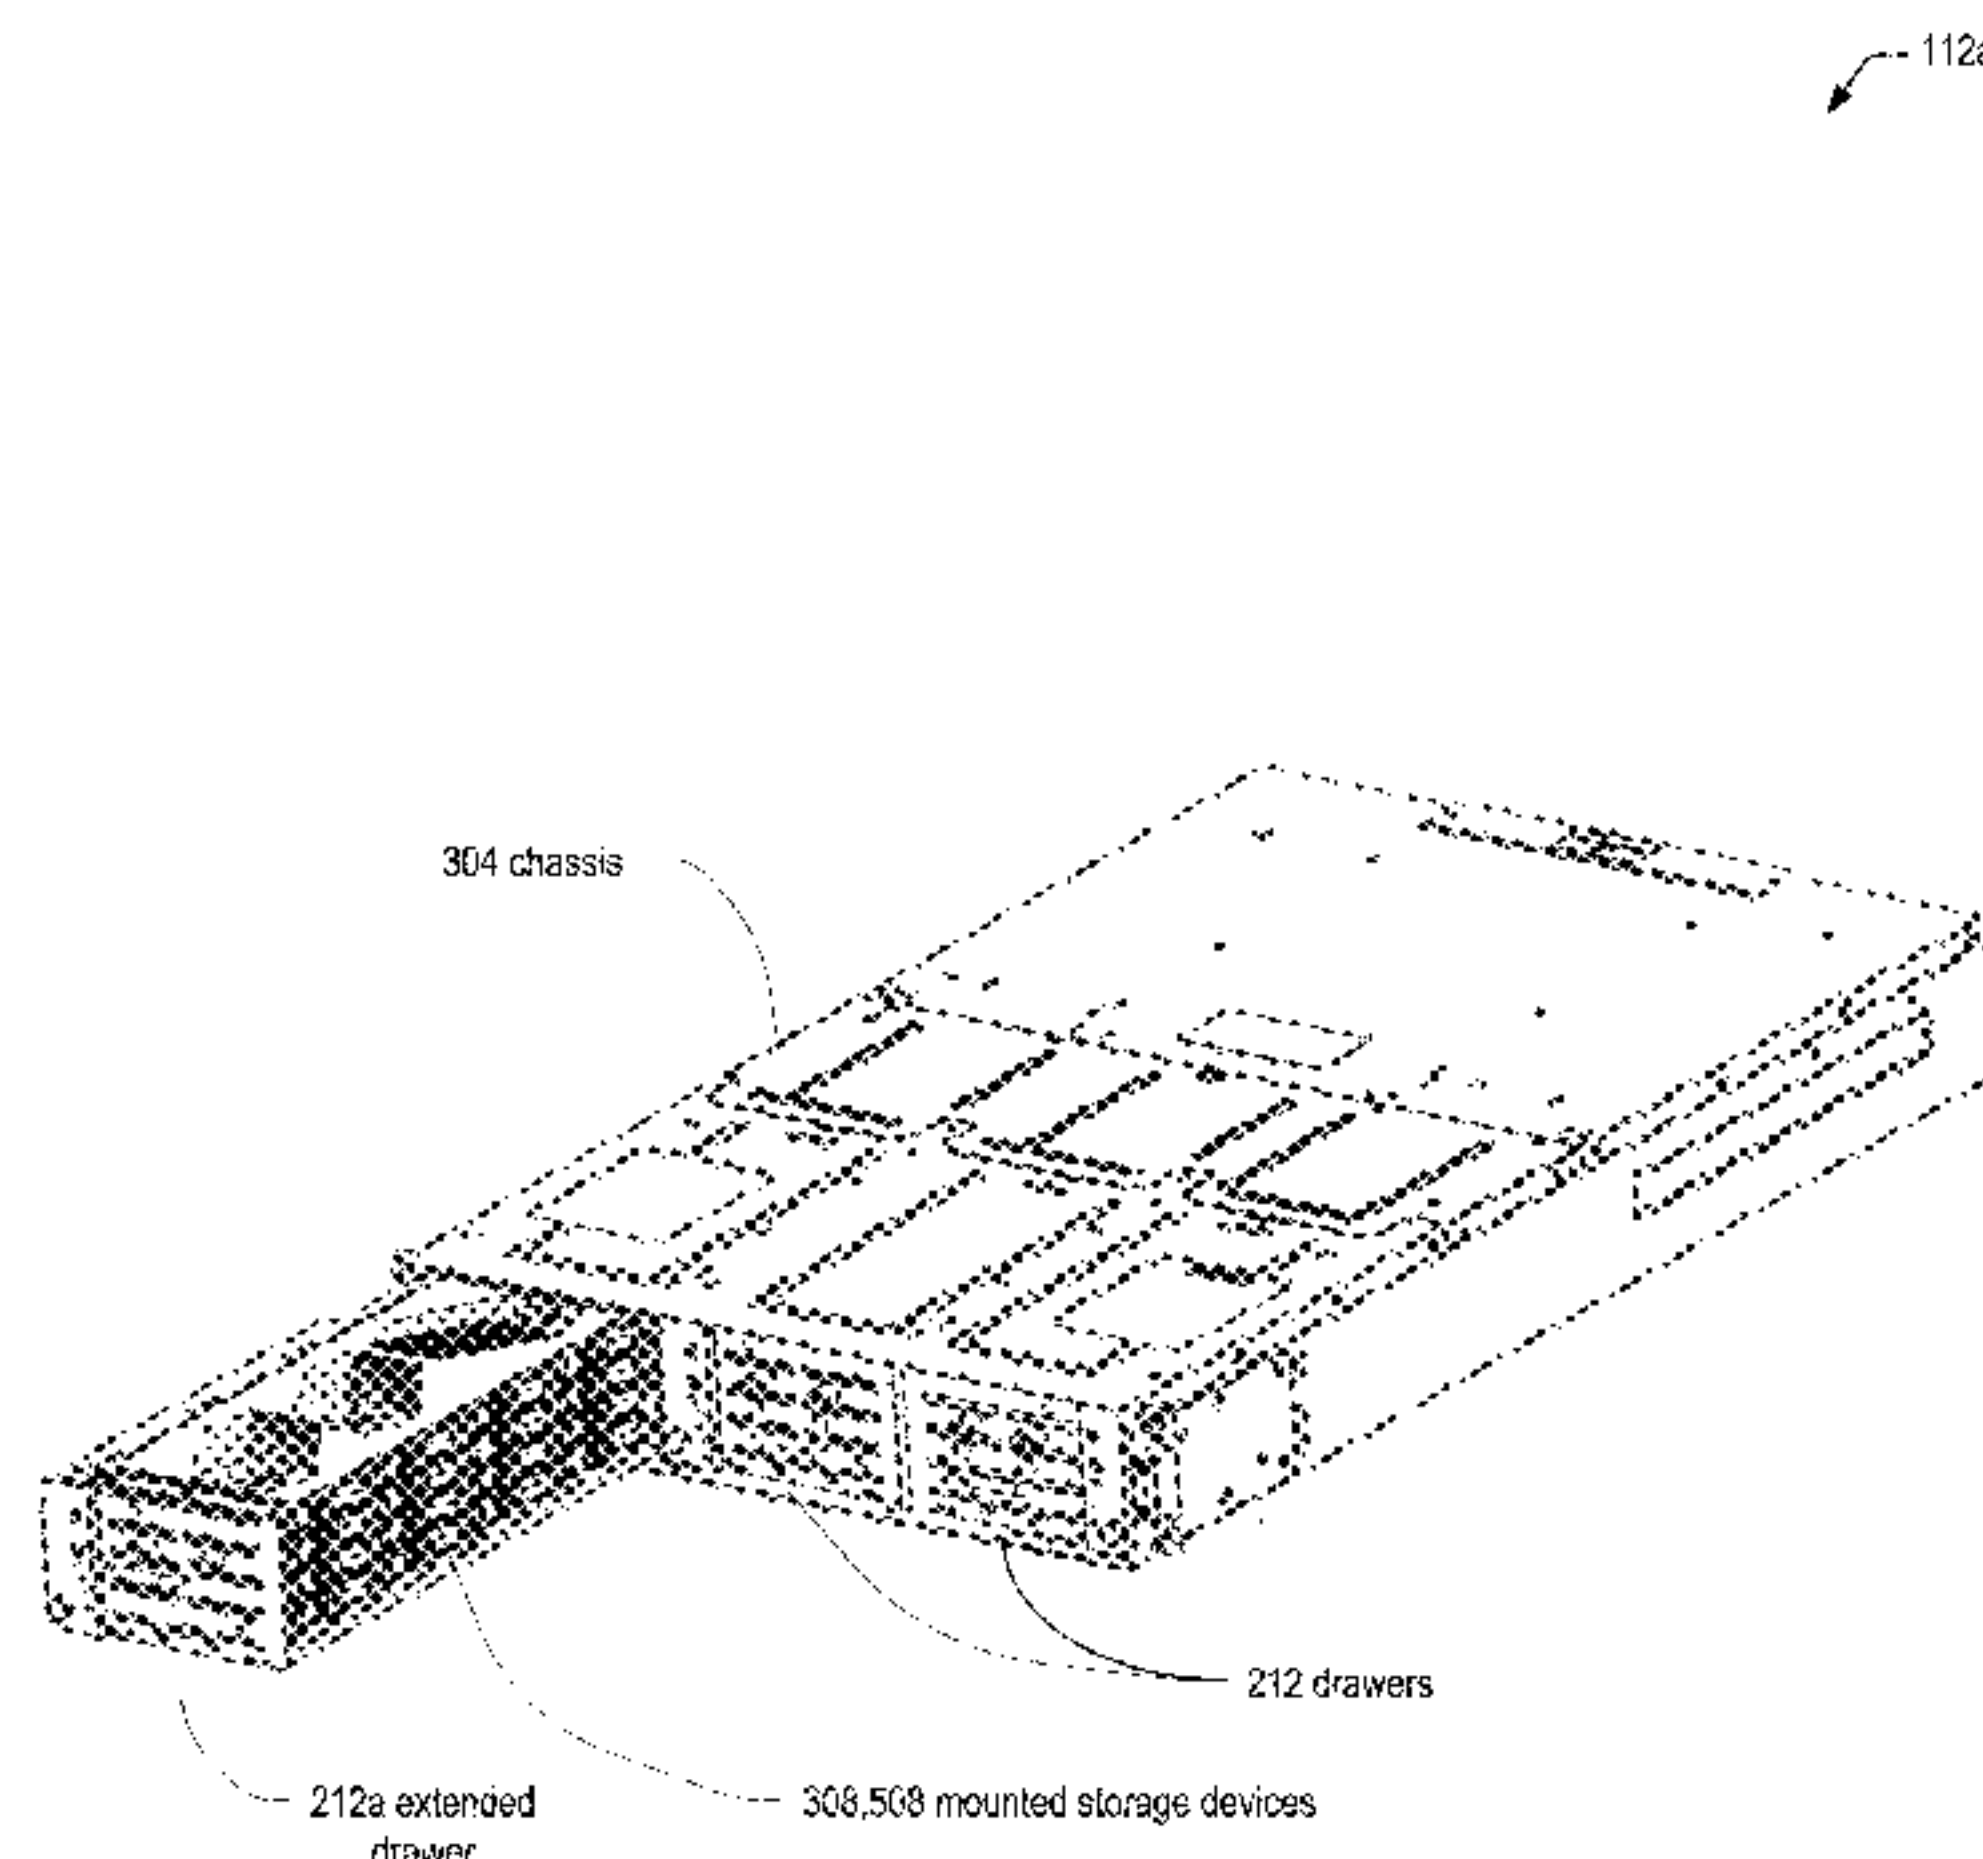 112a
304 chassis
212 drawers
212a extended
drawer
308,508 mounted storage devices